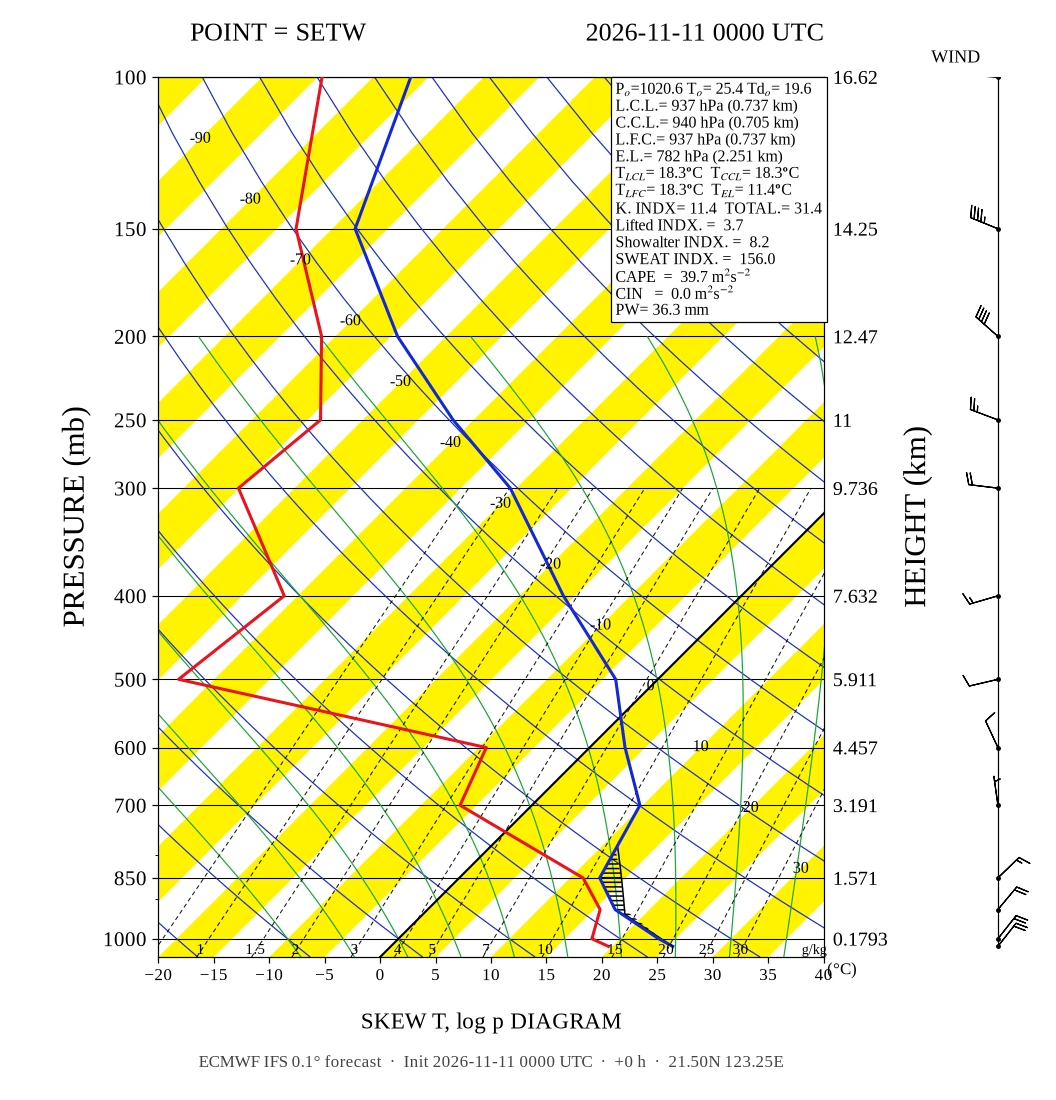 POINT = SETW
2026-11-11 0000 UTC
WIND
P₀=1020.6 T₀= 25.4 Td₀= 19.6
L.C.L.= 937 hPa (0.737 km)
C.C.L.= 940 hPa (0.705 km)
L.F.C.= 937 hPa (0.737 km)
E.L.= 782 hPa (2.251 km)
T_LCL= 18.3°C T_CCL= 18.3°C
T_LFC= 18.3°C T_EL= 11.4°C
K. INDX= 11.4 TOTAL.= 31.4
Lifted INDX. = 3.7
Showalter INDX. = 8.2
SWEAT INDX. = 156.0
CAPE = 39.7 m²s⁻²
CIN = 0.0 m²s⁻²
PW= 36.3 mm
100 16.62
150 14.25
200 12.47
250 11
300 9.736
400 7.632
500 5.911
600 4.457
700 3.191
850 1.571
1000 0.1793
PRESSURE (mb)
HEIGHT (km)
-90
-80
-70
-60
-50
-40
-30
-20
-10
0
10
20
30
1 1.5 2 3 4 5 7 10 15 20 25 30 g/kg
−20 −15 −10 −5 0 5 10 15 20 25 30 35 40 (°C)
SKEW T, log p DIAGRAM
ECMWF IFS 0.1° forecast · Init 2026-11-11 0000 UTC · +0 h · 21.50N 123.25E